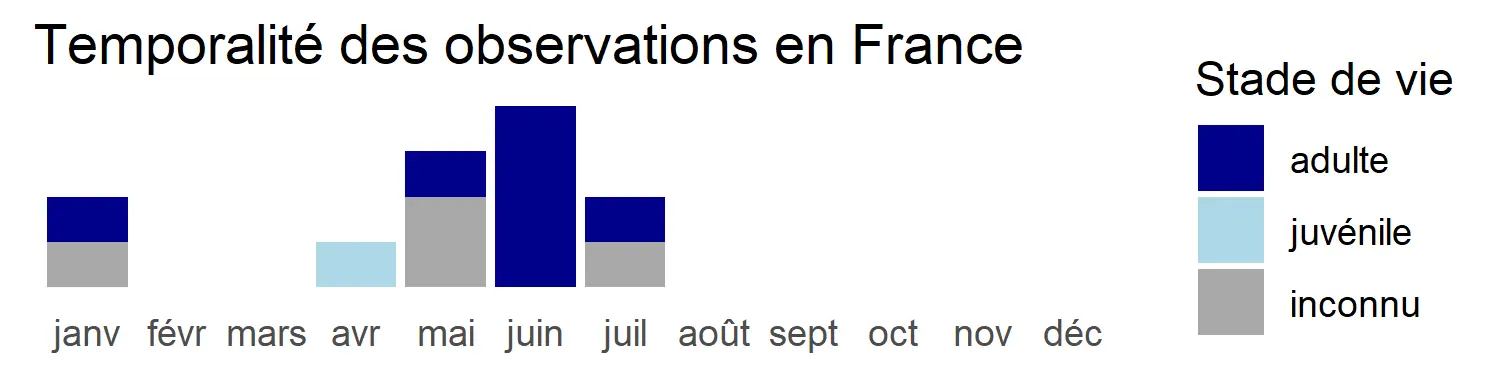 Temporalité des observations en France
janv févr mars avr mai juin juil août sept oct nov déc
Stade de vie
adulte
juvénile
inconnu